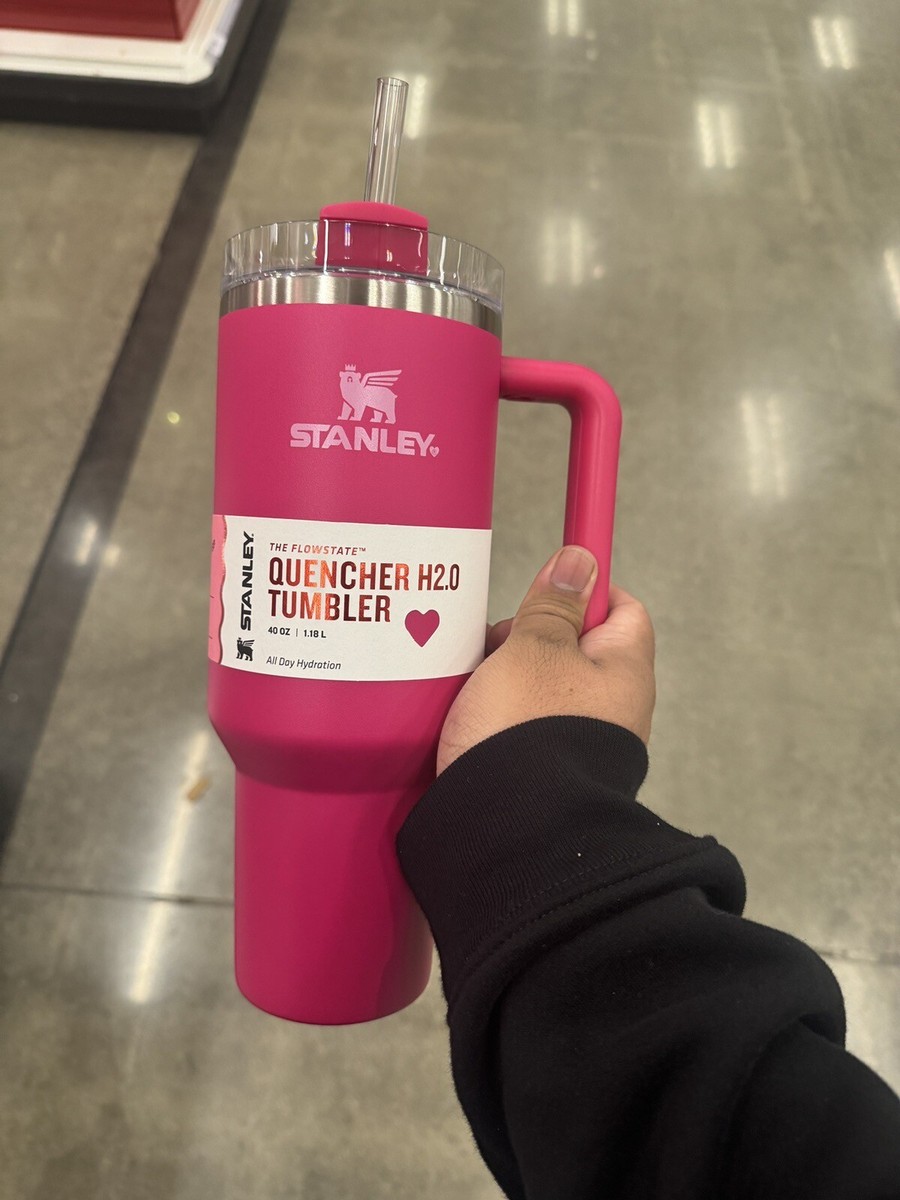 STANLEY
STANLEY.
THE FLOWSTATE™
QUENCHER H2.0
TUMBLER
40 OZ | 1.18 L
All Day Hydration